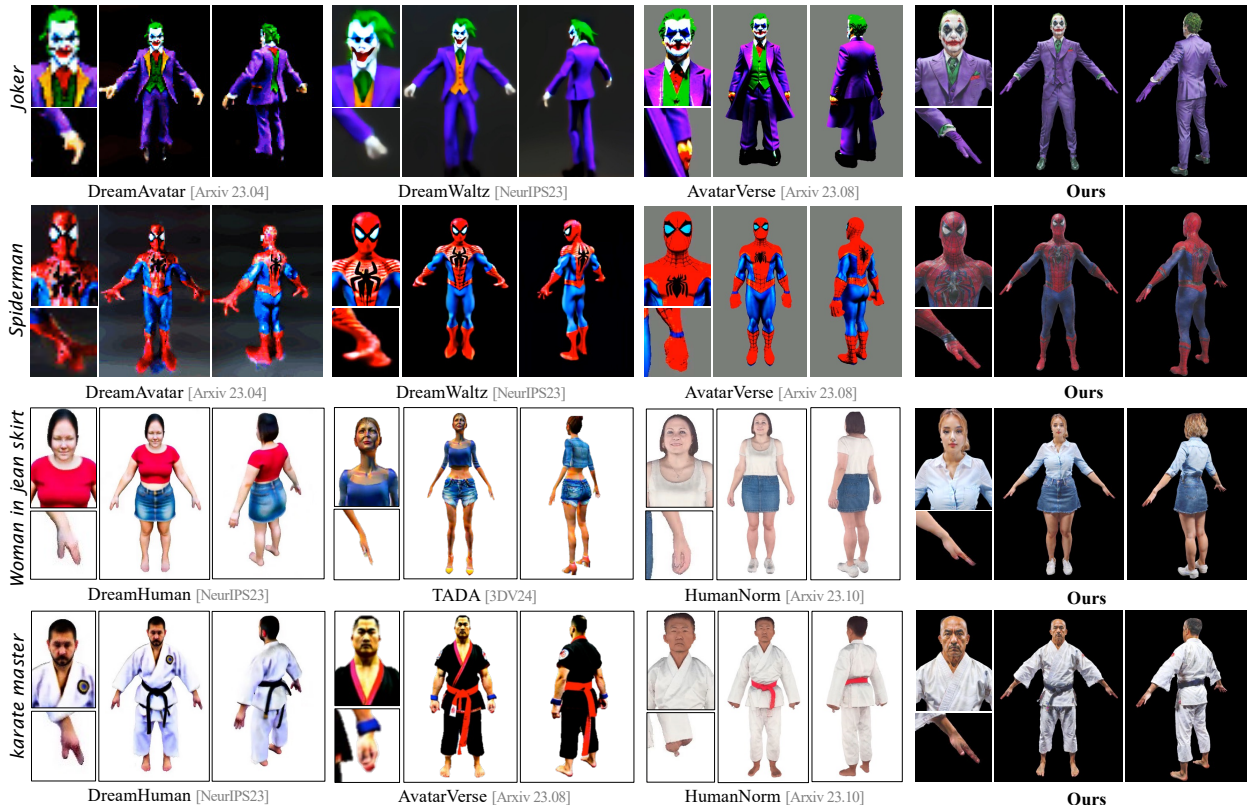 Joker
DreamAvatar [Arxiv 23.04]
DreamWaltz [NeurIPS23]
AvatarVerse [Arxiv 23.08]
Ours
Spiderman
DreamAvatar [Arxiv 23.04]
DreamWaltz [NeurIPS23]
AvatarVerse [Arxiv 23.08]
Ours
Woman in jean skirt
DreamHuman [NeurIPS23]
TADA [3DV24]
HumanNorm [Arxiv 23.10]
Ours
karate master
DreamHuman [NeurIPS23]
AvatarVerse [Arxiv 23.08]
HumanNorm [Arxiv 23.10]
Ours